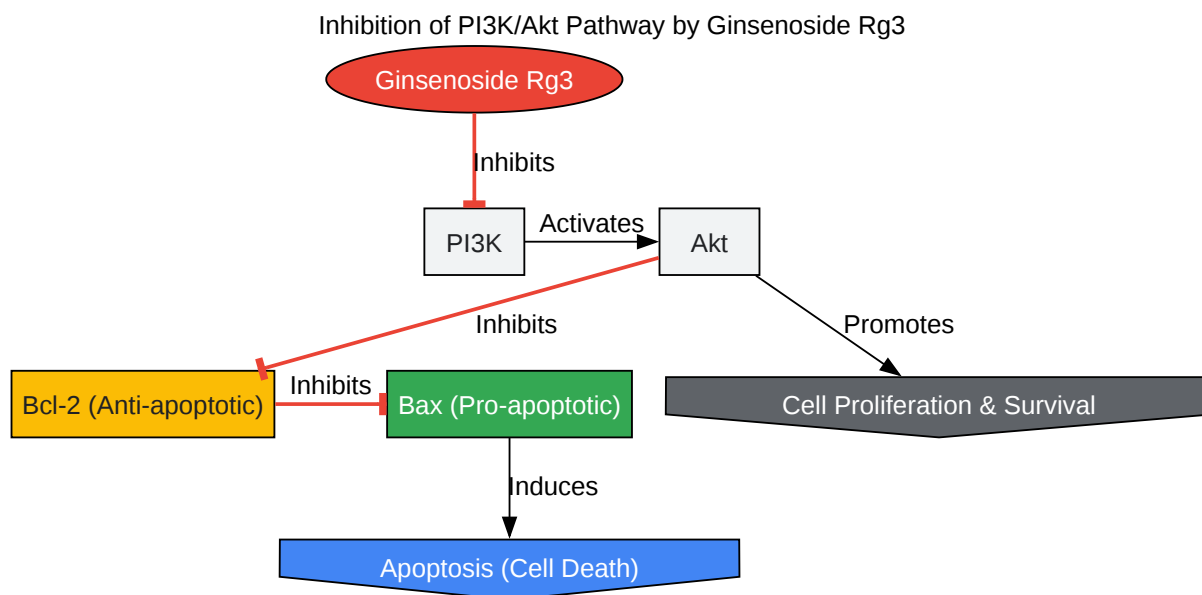 Inhibition of PI3K/Akt Pathway by Ginsenoside Rg3
Ginsenoside Rg3
Inhibits
PI3K
Activates
Akt
Inhibits
Promotes
Bcl-2 (Anti-apoptotic)
Inhibits
Bax (Pro-apoptotic)
Cell Proliferation & Survival
Induces
Apoptosis (Cell Death)